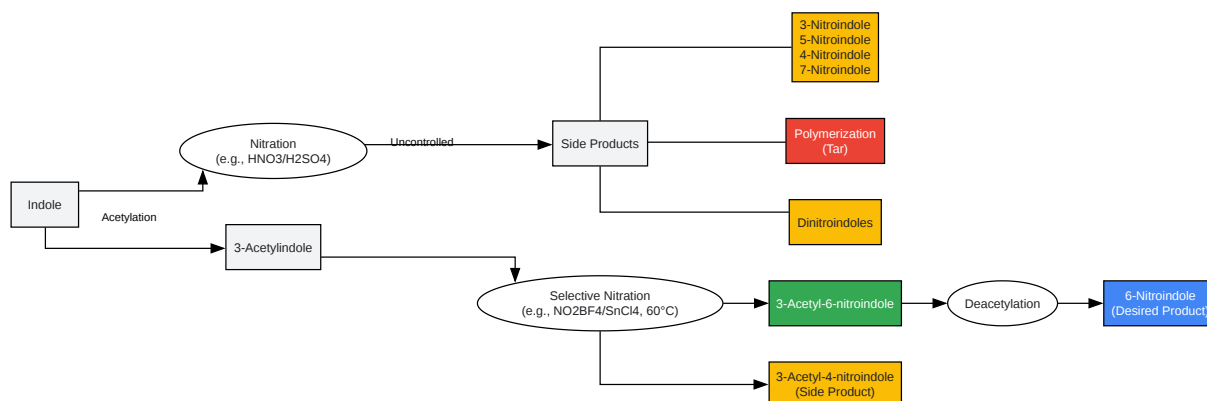 3-Nitroindole
5-Nitroindole
4-Nitroindole
7-Nitroindole
Nitration
(e.g., HNO3/H2SO4)
Uncontrolled
Side Products
Polymerization
(Tar)
Indole
Acetylation
Dinitroindoles
3-Acetylindole
Selective Nitration
(e.g., NO2BF4/SnCl4, 60°C)
3-Acetyl-6-nitroindole
Deacetylation
6-Nitroindole
(Desired Product)
3-Acetyl-4-nitroindole
(Side Product)